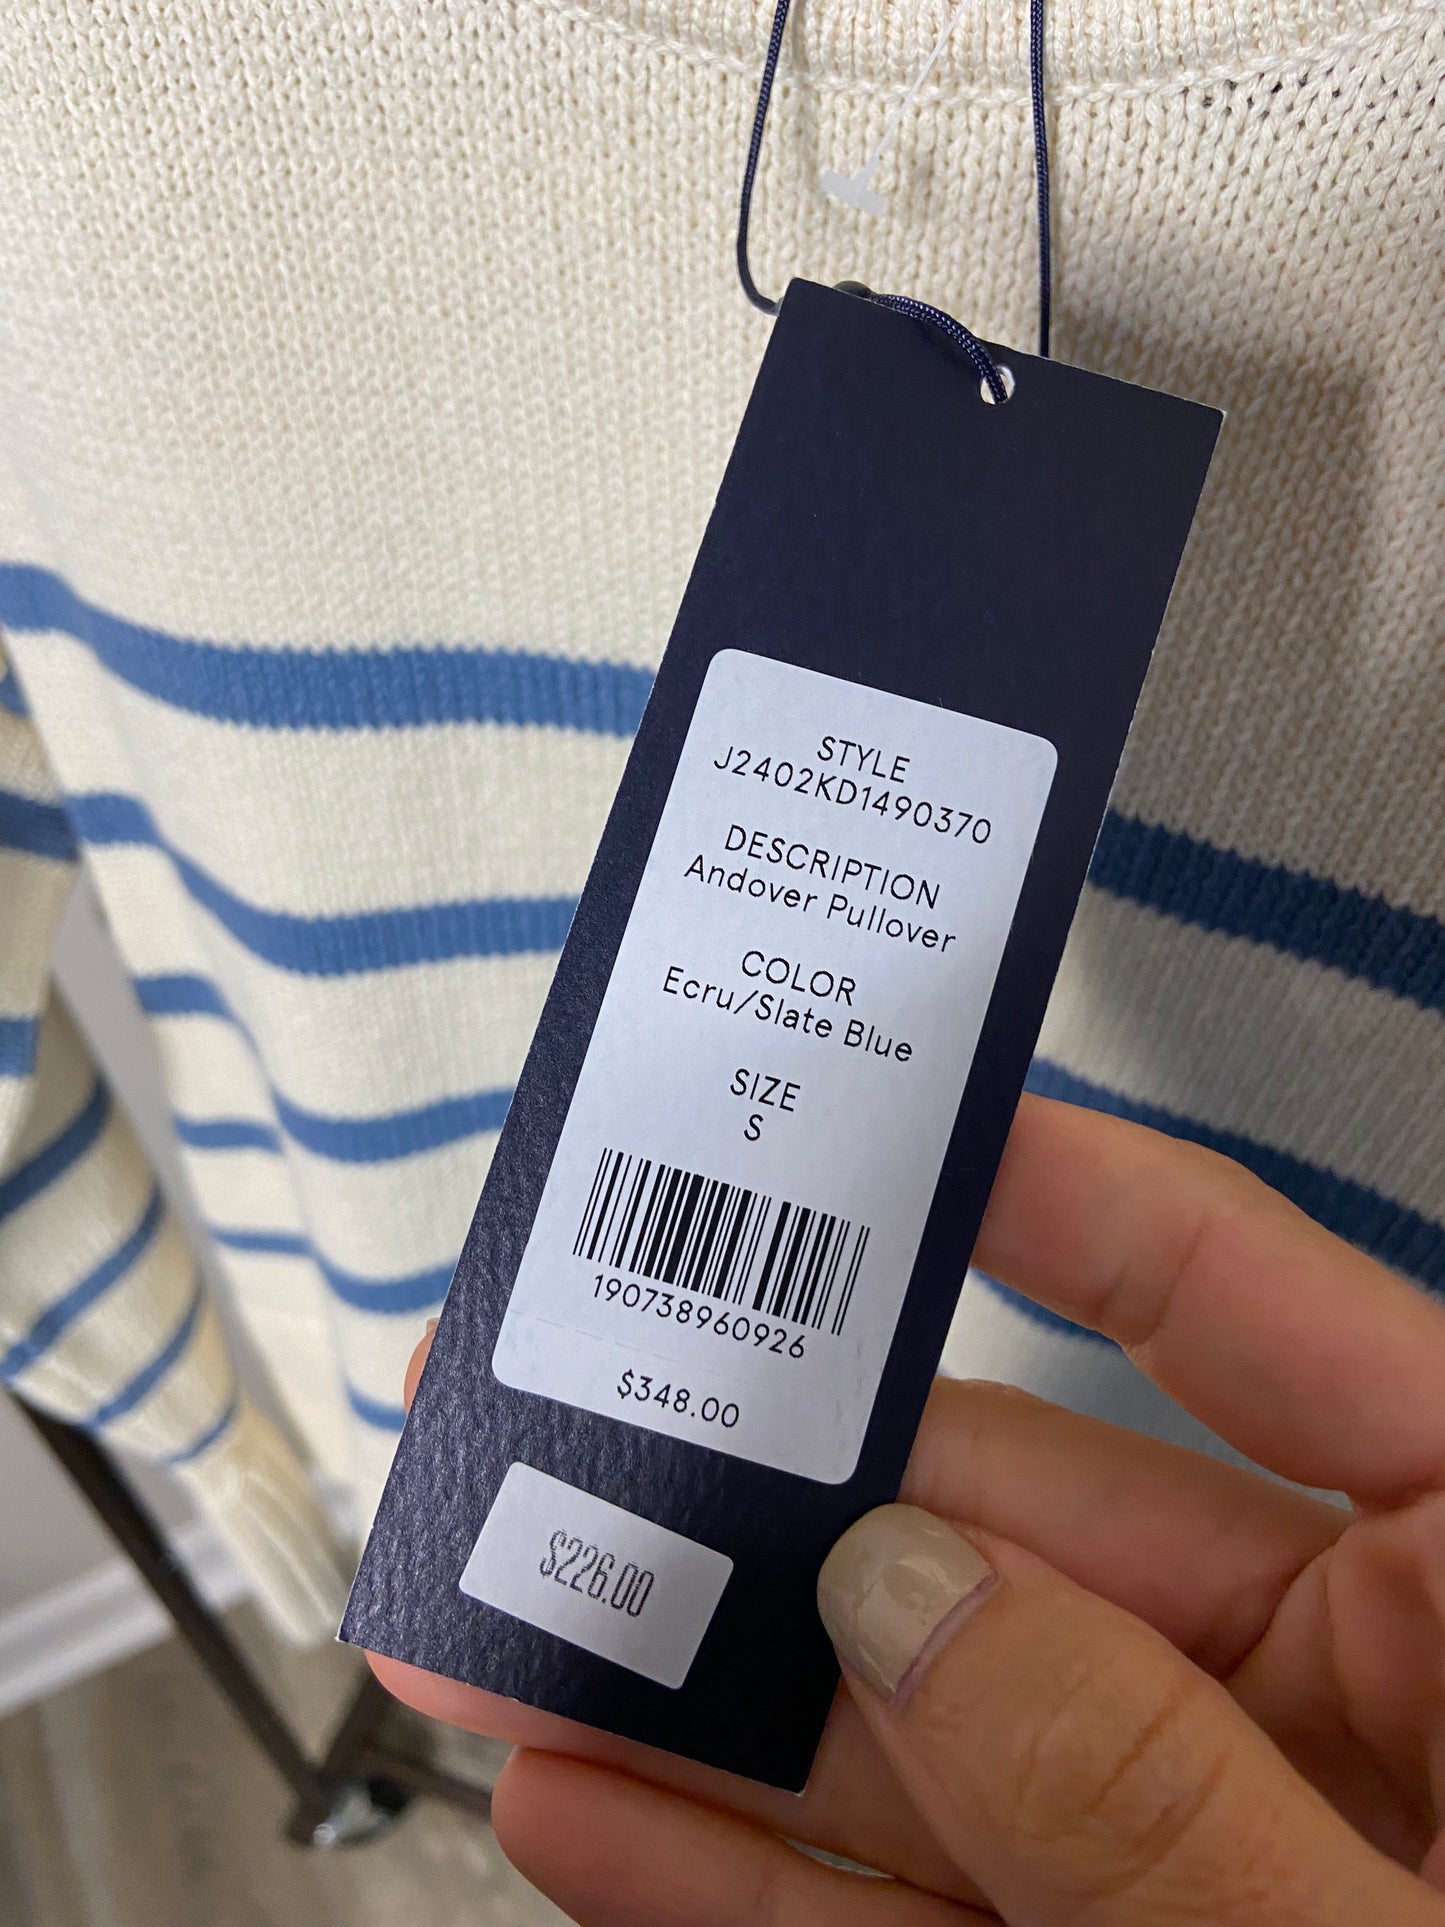 STYLE
J2402KD1490370
DESCRIPTION
Andover Pullover
COLOR
Ecru/Slate Blue
SIZE
S
190738960926
$348.00
$226.00